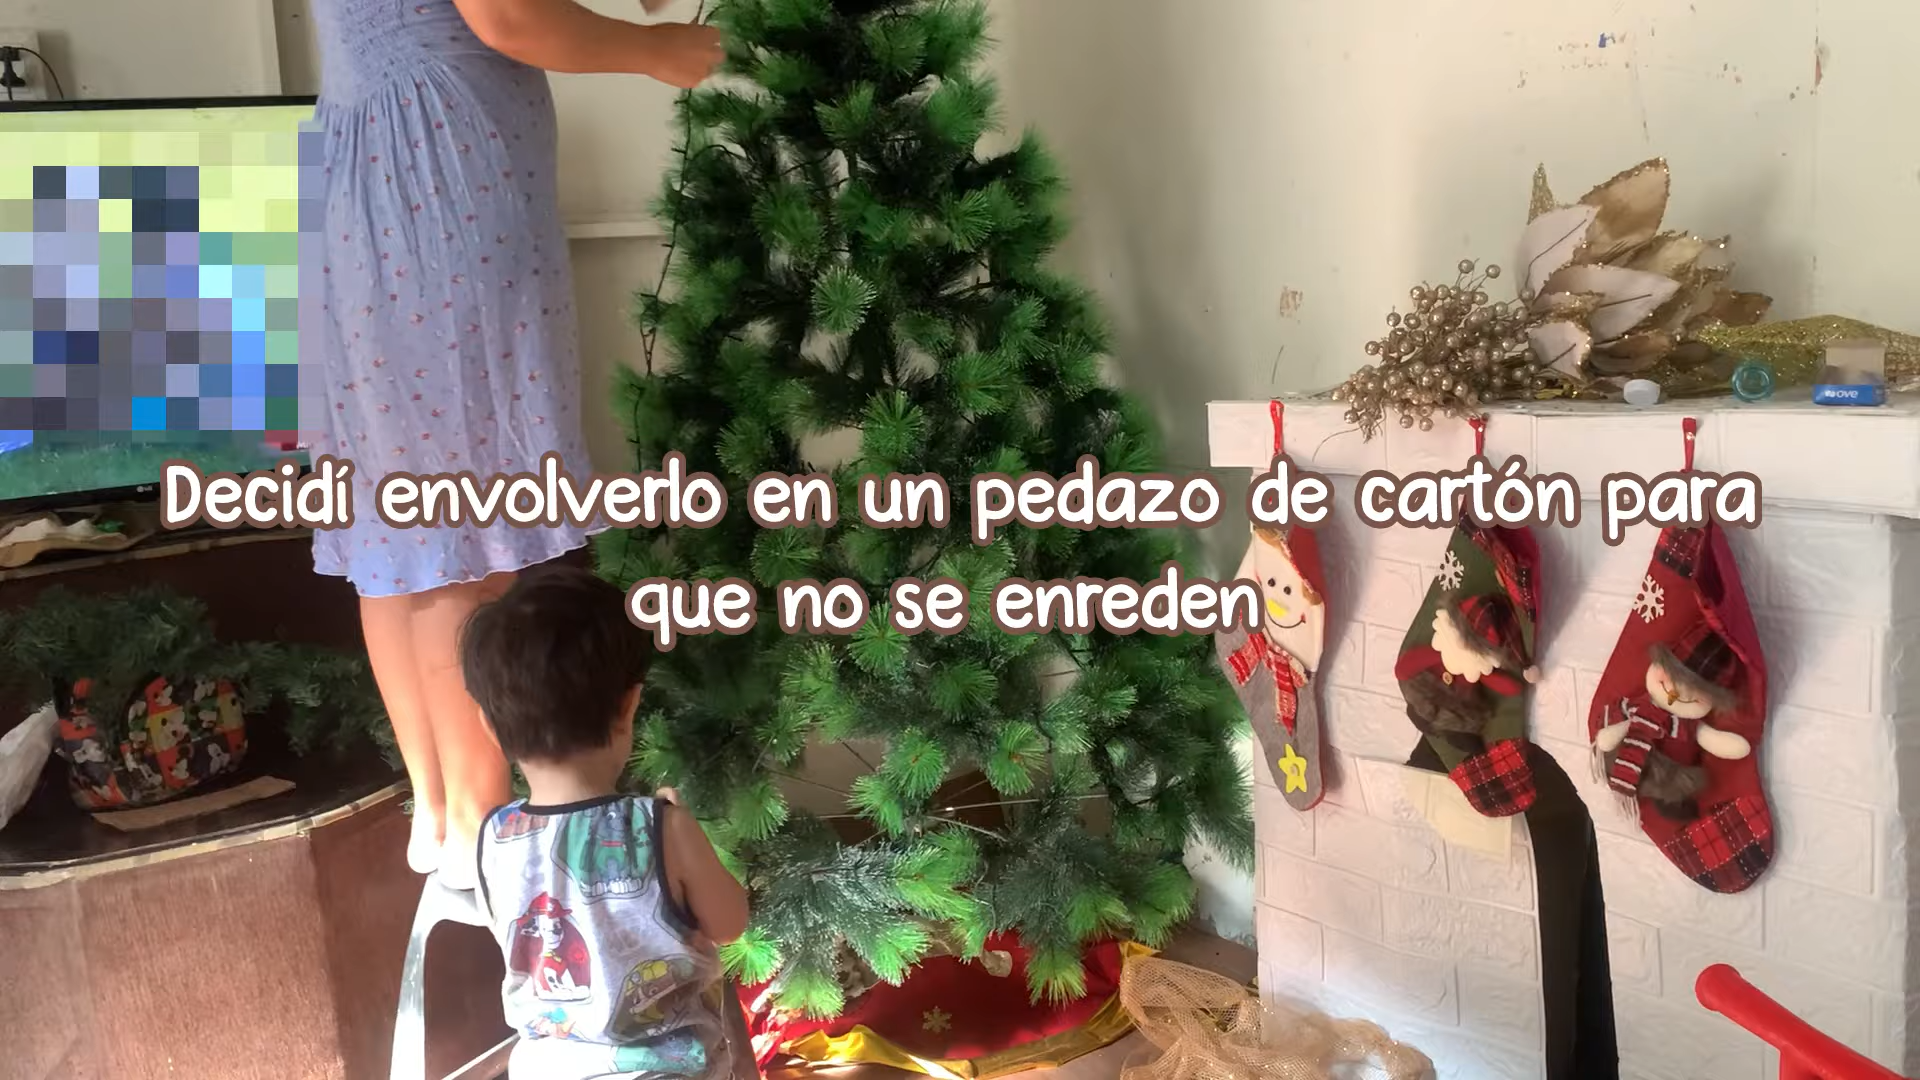 Decidí envolverlo en un pedazo de cartón para
que no se enreden